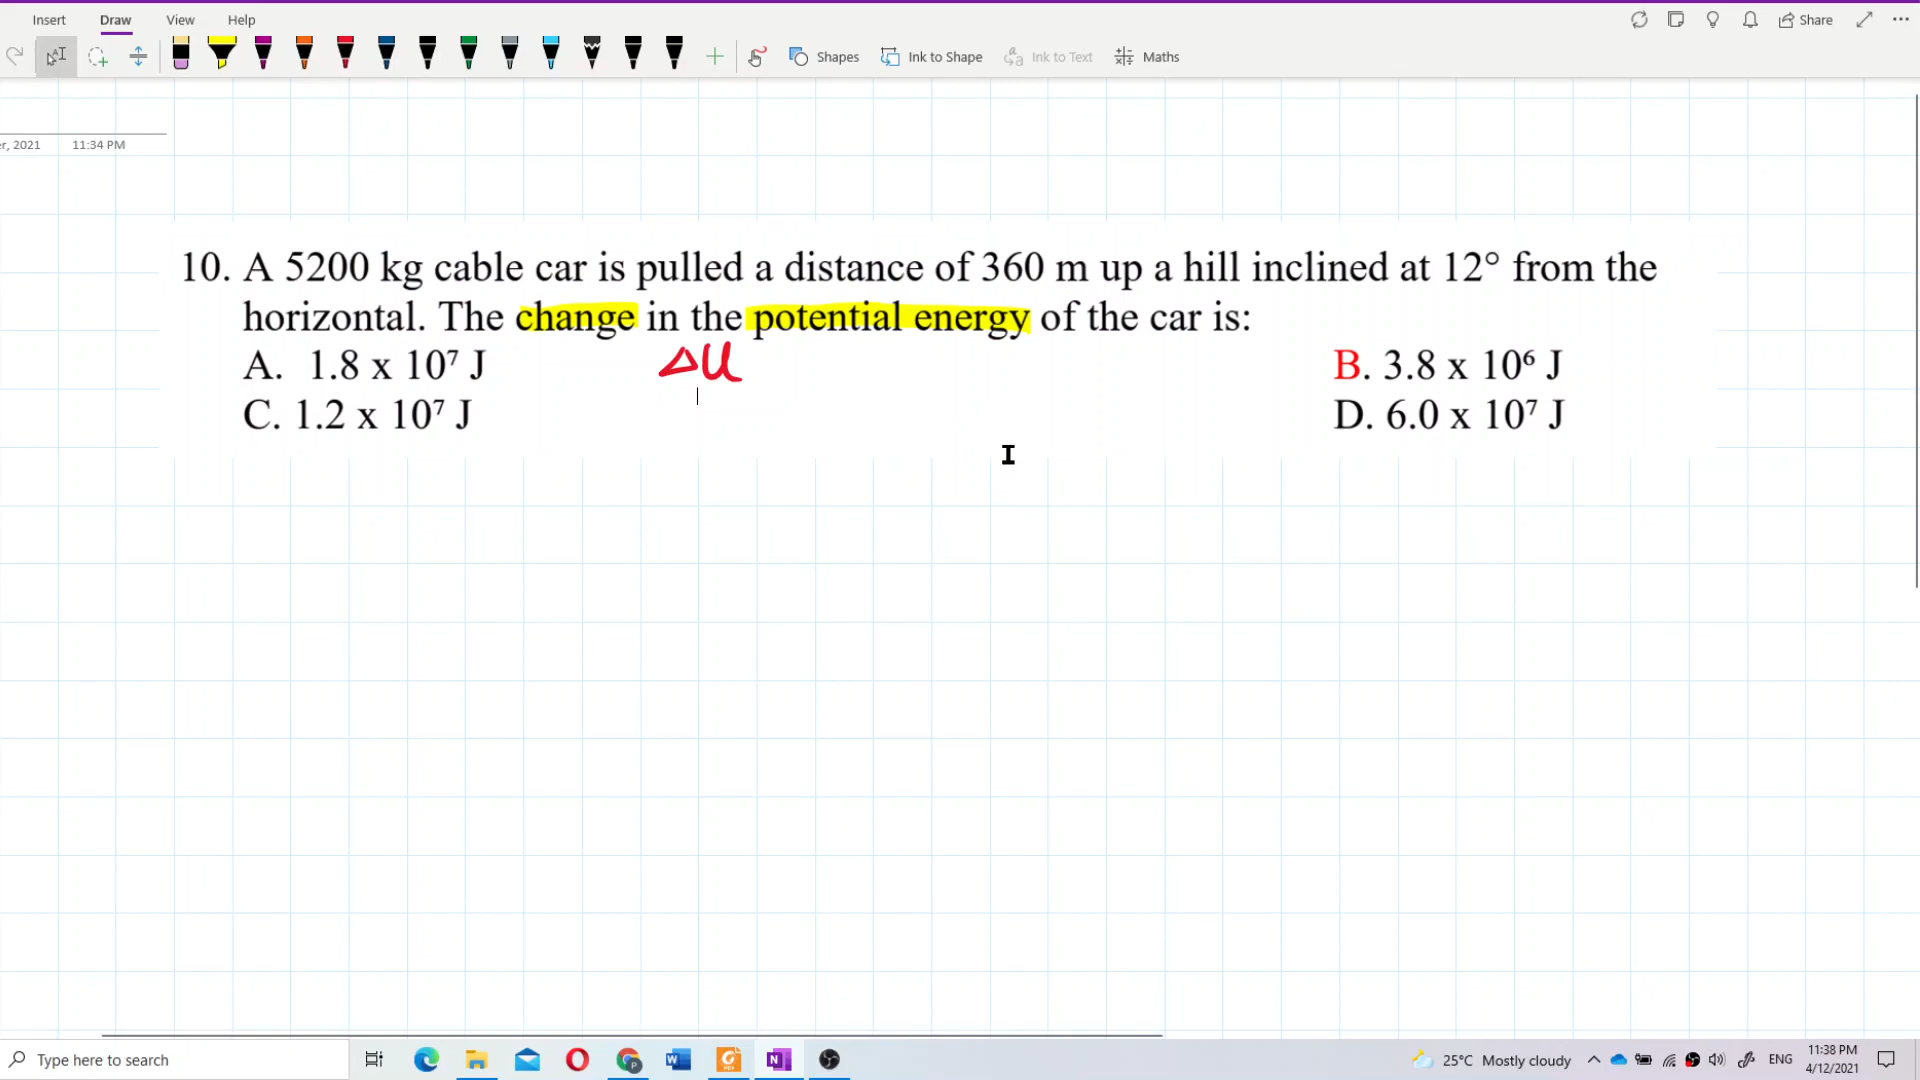 Insert Draw View Help Share
Shapes Ink to Shape Ink to Text Maths
er, 2021 11:34 PM
10. A 5200 kg cable car is pulled a distance of 360 m up a hill inclined at 12° from the
horizontal. The change in the potential energy of the car is:
ΔU
A. 1.8 x 10⁷ J B. 3.8 x 10⁶ J
C. 1.2 x 10⁷ J D. 6.0 x 10⁷ J
Type here to search 25°C Mostly cloudy ENG 11:38 PM
4/12/2021